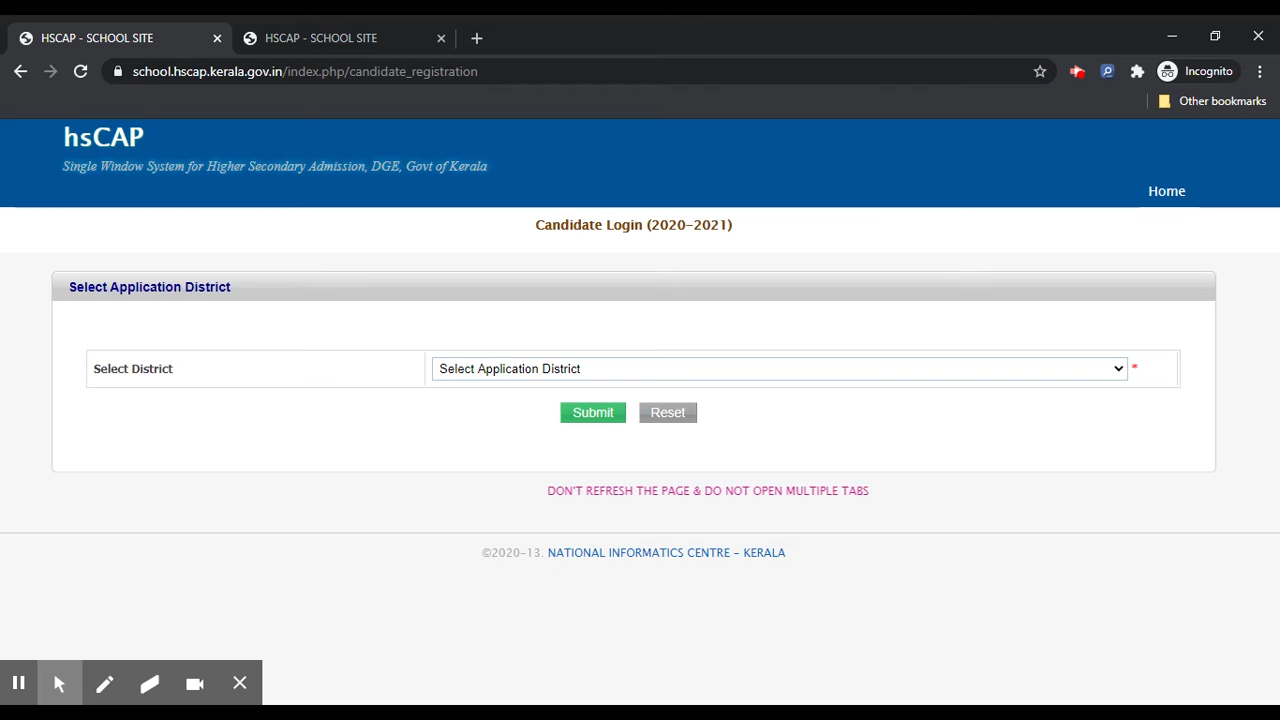 HSCAP - SCHOOL SITE
HSCAP - SCHOOL SITE
school.hscap.kerala.gov.in/index.php/candidate_registration
Incognito
Other bookmarks
hsCAP
Single Window System for Higher Secondary Admission, DGE, Govt of Kerala
Home
Candidate Login (2020-2021)
Select Application District
Select District
Select Application District
*
Submit
Reset
DON'T REFRESH THE PAGE & DO NOT OPEN MULTIPLE TABS
©2020-13. NATIONAL INFORMATICS CENTRE - KERALA